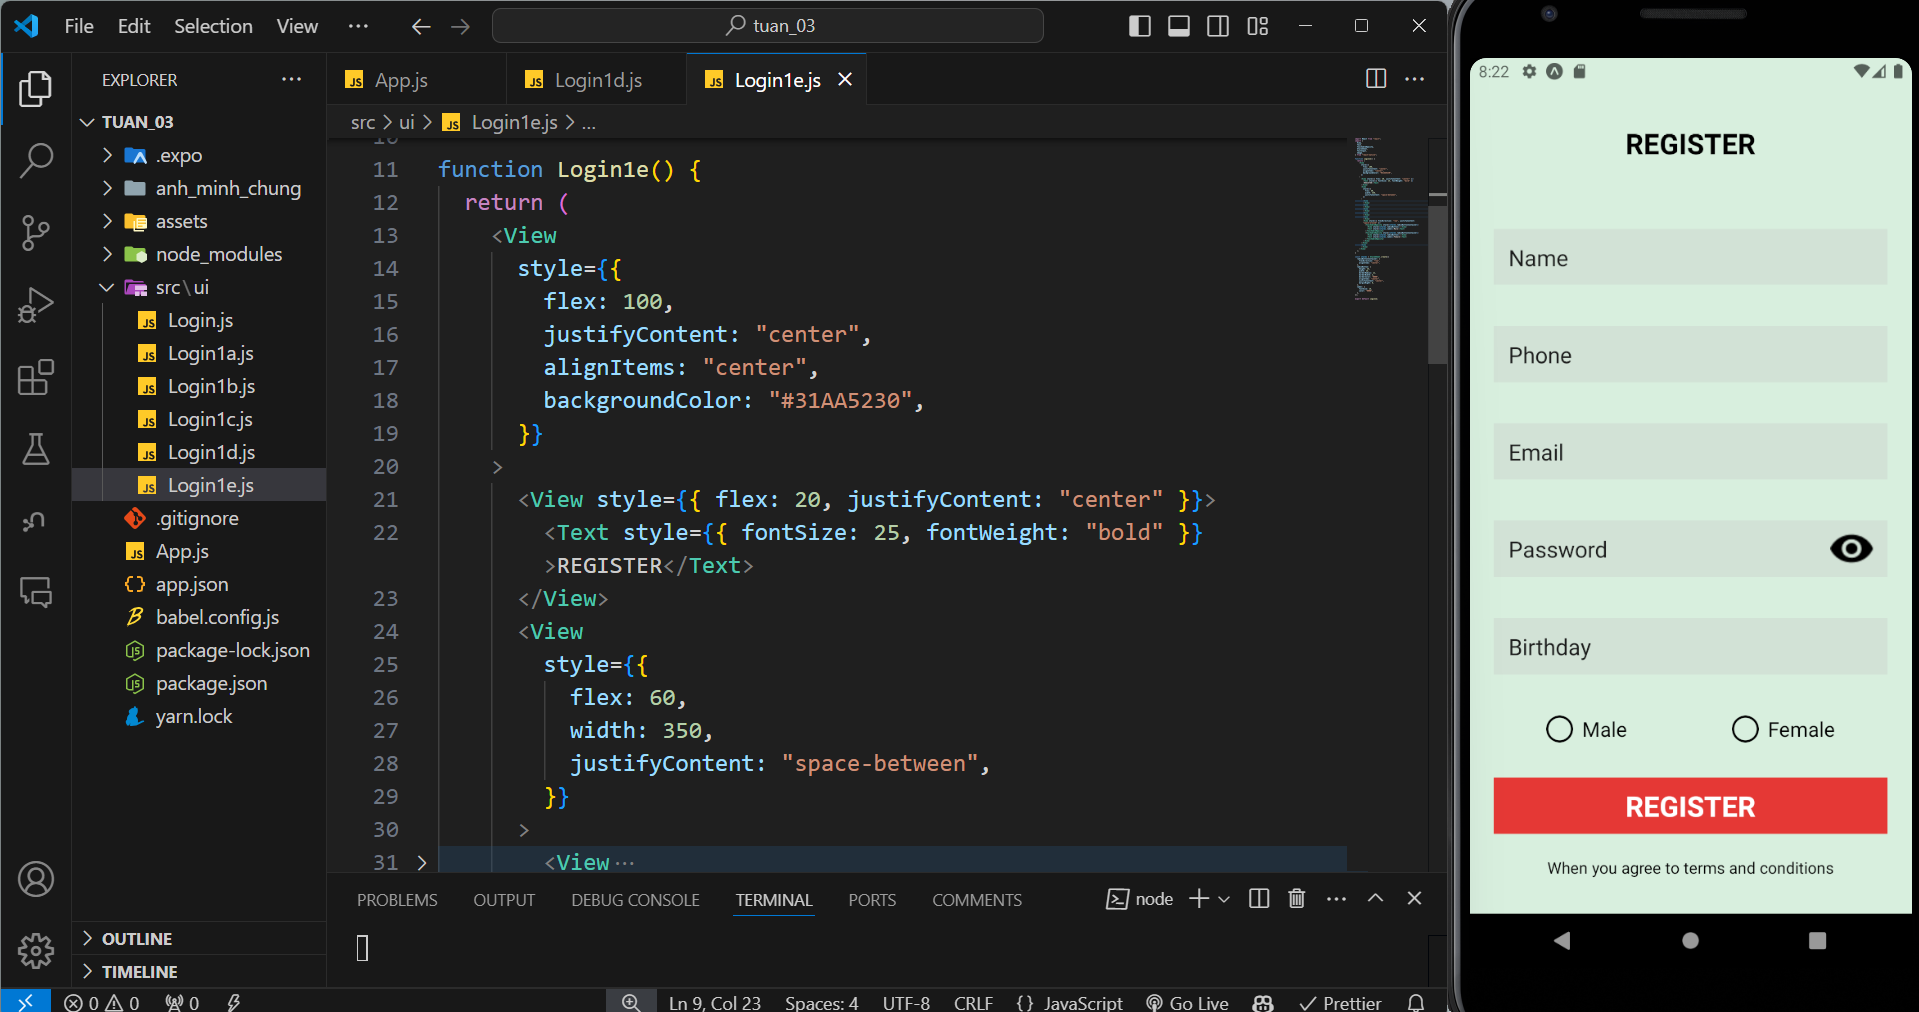 File Edit Selection View ··· tuan_03
EXPLORER ···
TUAN_03
.expo
anh_minh_chung
assets
node_modules
src\ui
Login.js
Login1a.js
Login1b.js
Login1c.js
Login1d.js
Login1e.js
.gitignore
App.js
app.json
babel.config.js
package-lock.json
package.json
yarn.lock
OUTLINE
TIMELINE
JS App.js JS Login1d.js JS Login1e.js
src > ui > JS Login1e.js > ...
11 function Login1e() {
12 return (
13 <View
14 style={{
15 flex: 100,
16 justifyContent: "center",
17 alignItems: "center",
18 backgroundColor: "#31AA5230",
19 }}
20 >
21 <View style={{ flex: 20, justifyContent: "center" }}>
22 <Text style={{ fontSize: 25, fontWeight: "bold" }}
>REGISTER</Text>
23 </View>
24 <View
25 style={{
26 flex: 60,
27 width: 350,
28 justifyContent: "space-between",
29 }}
30 >
31 <View ···
PROBLEMS OUTPUT DEBUG CONSOLE TERMINAL PORTS COMMENTS node
0 0 0 Ln 9, Col 23 Spaces: 4 UTF-8 CRLF {} JavaScript Go Live Prettier
8:22
REGISTER
Name
Phone
Email
Password
Birthday
Male Female
REGISTER
When you agree to terms and conditions